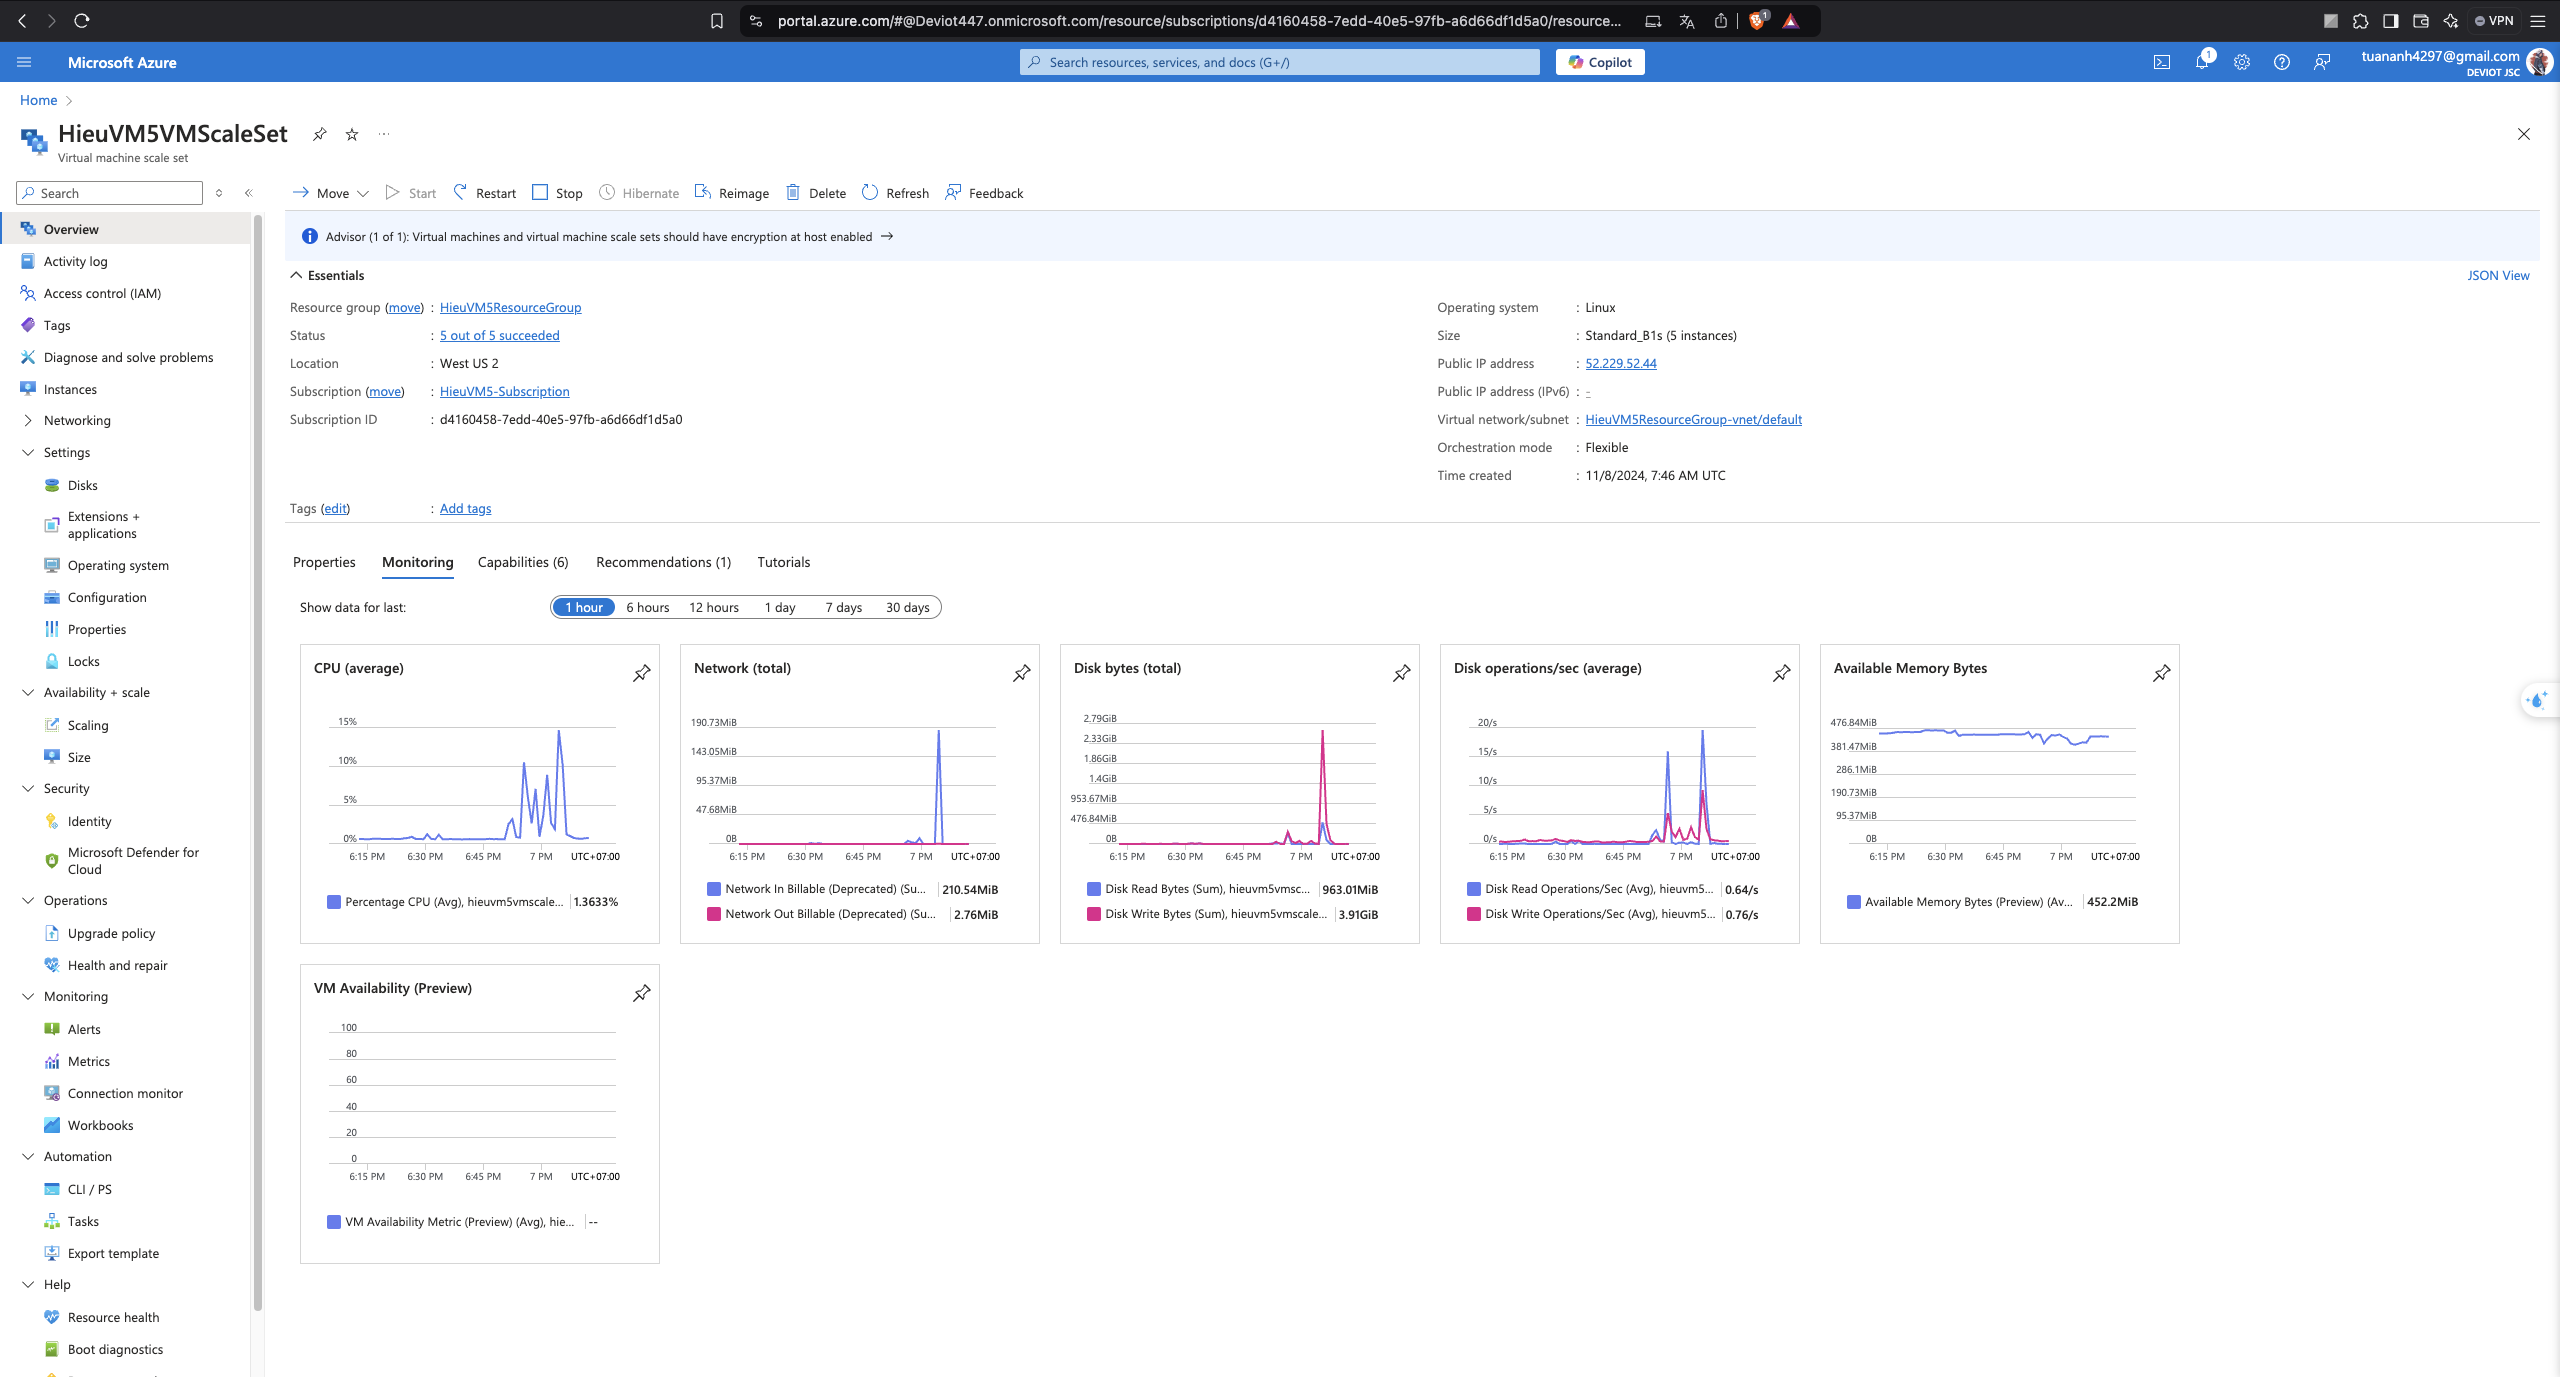 portal.azure.com/#@Deviot447.onmicrosoft.com/resource/subscriptions/d4160458-7edd-40e5-97fb-a6d66df1d5a0/resource...
1
VPN
Microsoft Azure
Search resources, services, and docs (G+/)
Copilot
1
tuananh4297@gmail.com
DEVIOT JSC
Home
HieuVM5VMScaleSet
Virtual machine scale set
Search
Move
Start
Restart
Stop
Hibernate
Reimage
Delete
Refresh
Feedback
Overview
Activity log
Access control (IAM)
Tags
Diagnose and solve problems
Instances
Networking
Settings
Disks
Extensions +
applications
Operating system
Configuration
Properties
Locks
Availability + scale
Scaling
Size
Security
Identity
Microsoft Defender for
Cloud
Operations
Upgrade policy
Health and repair
Monitoring
Alerts
Metrics
Connection monitor
Workbooks
Automation
CLI / PS
Tasks
Export template
Help
Resource health
Boot diagnostics
Advisor (1 of 1): Virtual machines and virtual machine scale sets should have encryption at host enabled
Essentials
JSON View
Resource group (move) : HieuVM5ResourceGroup
Status : 5 out of 5 succeeded
Location : West US 2
Subscription (move) : HieuVM5-Subscription
Subscription ID : d4160458-7edd-40e5-97fb-a6d66df1d5a0
Operating system : Linux
Size : Standard_B1s (5 instances)
Public IP address : 52.229.52.44
Public IP address (IPv6) : -
Virtual network/subnet : HieuVM5ResourceGroup-vnet/default
Orchestration mode : Flexible
Time created : 11/8/2024, 7:46 AM UTC
Tags (edit) : Add tags
Properties
Monitoring
Capabilities (6)
Recommendations (1)
Tutorials
Show data for last:
1 hour
6 hours
12 hours
1 day
7 days
30 days
CPU (average)
15%
10%
5%
0%
6:15 PM 6:30 PM 6:45 PM 7 PM UTC+07:00
Percentage CPU (Avg), hieuvm5vmscale... 1.3633%
Network (total)
190.73MiB
143.05MiB
95.37MiB
47.68MiB
0B
6:15 PM 6:30 PM 6:45 PM 7 PM UTC+07:00
Network In Billable (Deprecated) (Su... 210.54MiB
Network Out Billable (Deprecated) (Su... 2.76MiB
Disk bytes (total)
2.79GiB
2.33GiB
1.86GiB
1.4GiB
953.67MiB
476.84MiB
0B
6:15 PM 6:30 PM 6:45 PM 7 PM UTC+07:00
Disk Read Bytes (Sum), hieuvm5vmsc... 963.01MiB
Disk Write Bytes (Sum), hieuvm5vmscale... 3.91GiB
Disk operations/sec (average)
20/s
15/s
10/s
5/s
0/s
6:15 PM 6:30 PM 6:45 PM 7 PM UTC+07:00
Disk Read Operations/Sec (Avg), hieuvm5... 0.64/s
Disk Write Operations/Sec (Avg), hieuvm5... 0.76/s
Available Memory Bytes
476.84MiB
381.47MiB
286.1MiB
190.73MiB
95.37MiB
0B
6:15 PM 6:30 PM 6:45 PM 7 PM UTC+07:00
Available Memory Bytes (Preview) (Av... 452.2MiB
VM Availability (Preview)
100
80
60
40
20
0
6:15 PM 6:30 PM 6:45 PM 7 PM UTC+07:00
VM Availability Metric (Preview) (Avg), hie... --